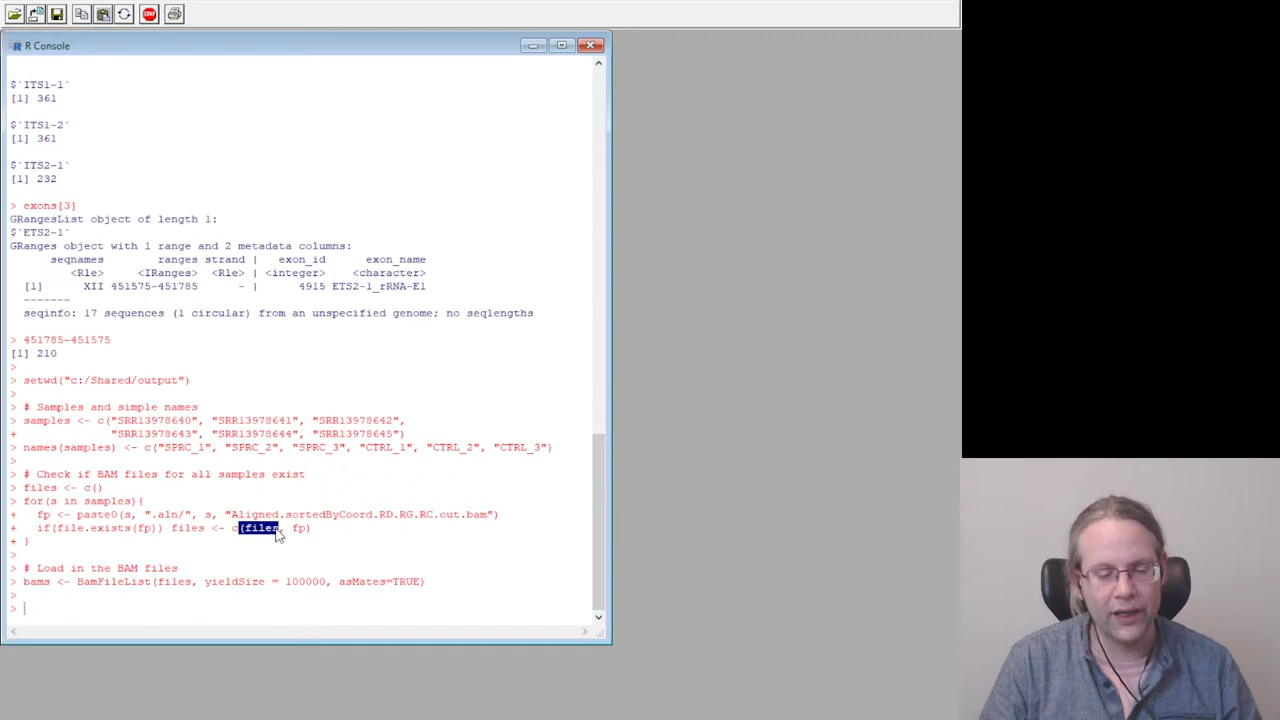 STOP
R Console
$`ITS1-1`
[1] 361
$`ITS1-2`
[1] 361
$`ITS2-1`
[1] 232
> exons[3]
GRangesList object of length 1:
$`ETS2-1`
GRanges object with 1 range and 2 metadata columns:
seqnames ranges strand | exon_id exon_name
<Rle> <IRanges> <Rle> | <integer> <character>
[1] XII 451575-451785 - | 4915 ETS2-1_rRNA-E1
-------
seqinfo: 17 sequences (1 circular) from an unspecified genome; no seqlengths
> 451785-451575
[1] 210
>
> setwd("c:/Shared/output")
>
> # Samples and simple names
> samples <- c("SRR13978640", "SRR13978641", "SRR13978642",
+ "SRR13978643", "SRR13978644", "SRR13978645")
> names(samples) <- c("SPRC_1", "SPRC_2", "SPRC_3", "CTRL_1", "CTRL_2", "CTRL_3")
>
> # Check if BAM files for all samples exist
> files <- c()
> for(s in samples){
+ fp <- paste0(s, ".aln/", s, "Aligned.sortedByCoord.RD.RG.RC.out.bam")
+ if(file.exists(fp)) files <- c(files, fp)
+ }
>
> # Load in the BAM files
> bams <- BamFileList(files, yieldSize = 100000, asMates=TRUE)
>
>